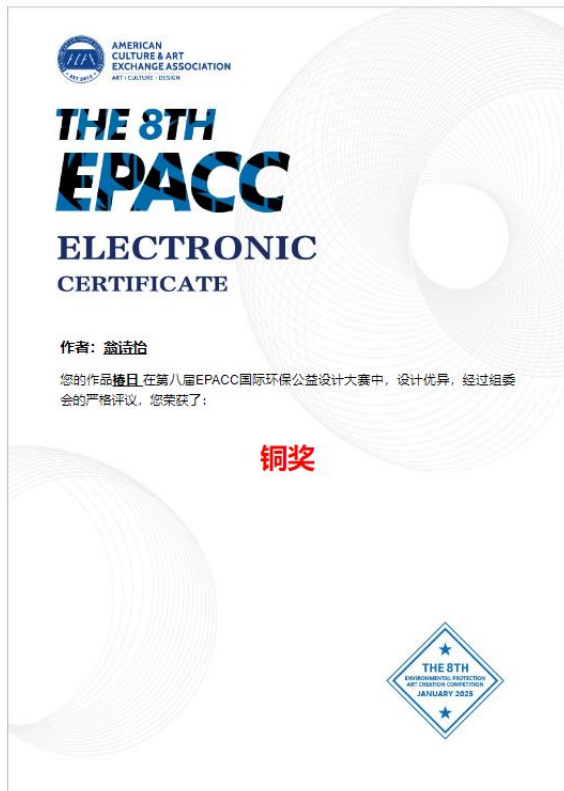 AMERICAN
CULTURE & ART
EXCHANGE ASSOCIATION
ART · CULTURE · DESIGN
THE 8TH
EPACC
ELECTRONIC
CERTIFICATE
作者：翁诗怡
您的作品椿日 在第八届EPACC国际环保公益设计大赛中，设计优异，经过组委
会的严格评议，您荣获了：
铜奖
THE 8TH
ENVIRONMENTAL PROTECTION
ART CREATION COMPETITION
JANUARY 2025